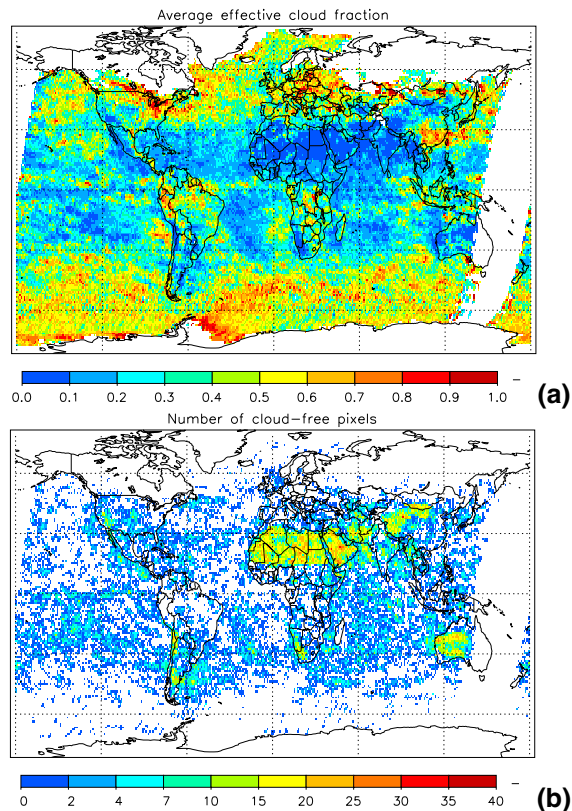 Average effective cloud fraction
0.0 0.1 0.2 0.3 0.4 0.5 0.6 0.7 0.8 0.9 1.0 –
(a)
Number of cloud–free pixels
0 2 4 7 10 15 20 25 30 35 40 –
(b)